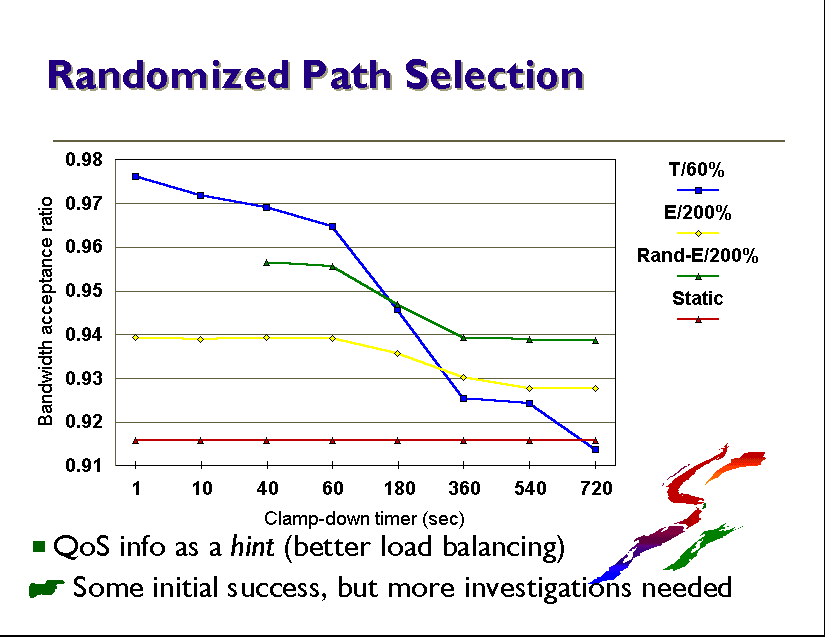 Randomized Path Selection
0.98
0.97
0.96
0.95
0.94
0.93
0.92
0.91
Bandwidth acceptance ratio
1 10 40 60 180 360 540 720
Clamp-down timer (sec)
T/60%
E/200%
Rand-E/200%
Static
QoS info as a hint (better load balancing)
Some initial success, but more investigations needed